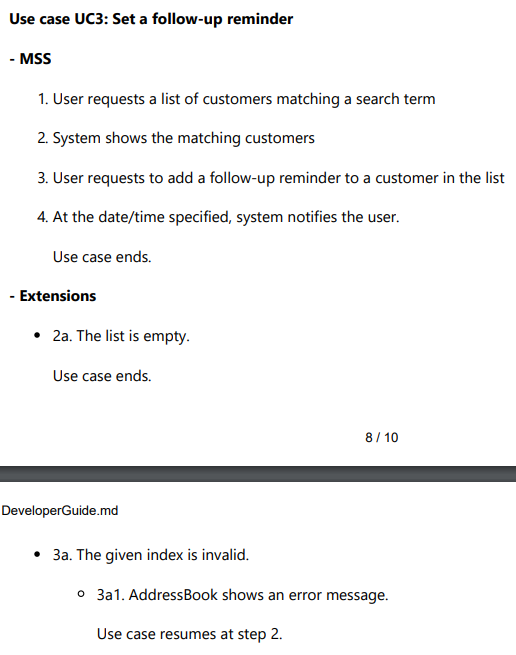 Use case UC3: Set a follow-up reminder
- MSS
1. User requests a list of customers matching a search term
2. System shows the matching customers
3. User requests to add a follow-up reminder to a customer in the list
4. At the date/time specified, system notifies the user.
Use case ends.
- Extensions
• 2a. The list is empty.
Use case ends.
8 / 10
DeveloperGuide.md
• 3a. The given index is invalid.
○ 3a1. AddressBook shows an error message.
Use case resumes at step 2.